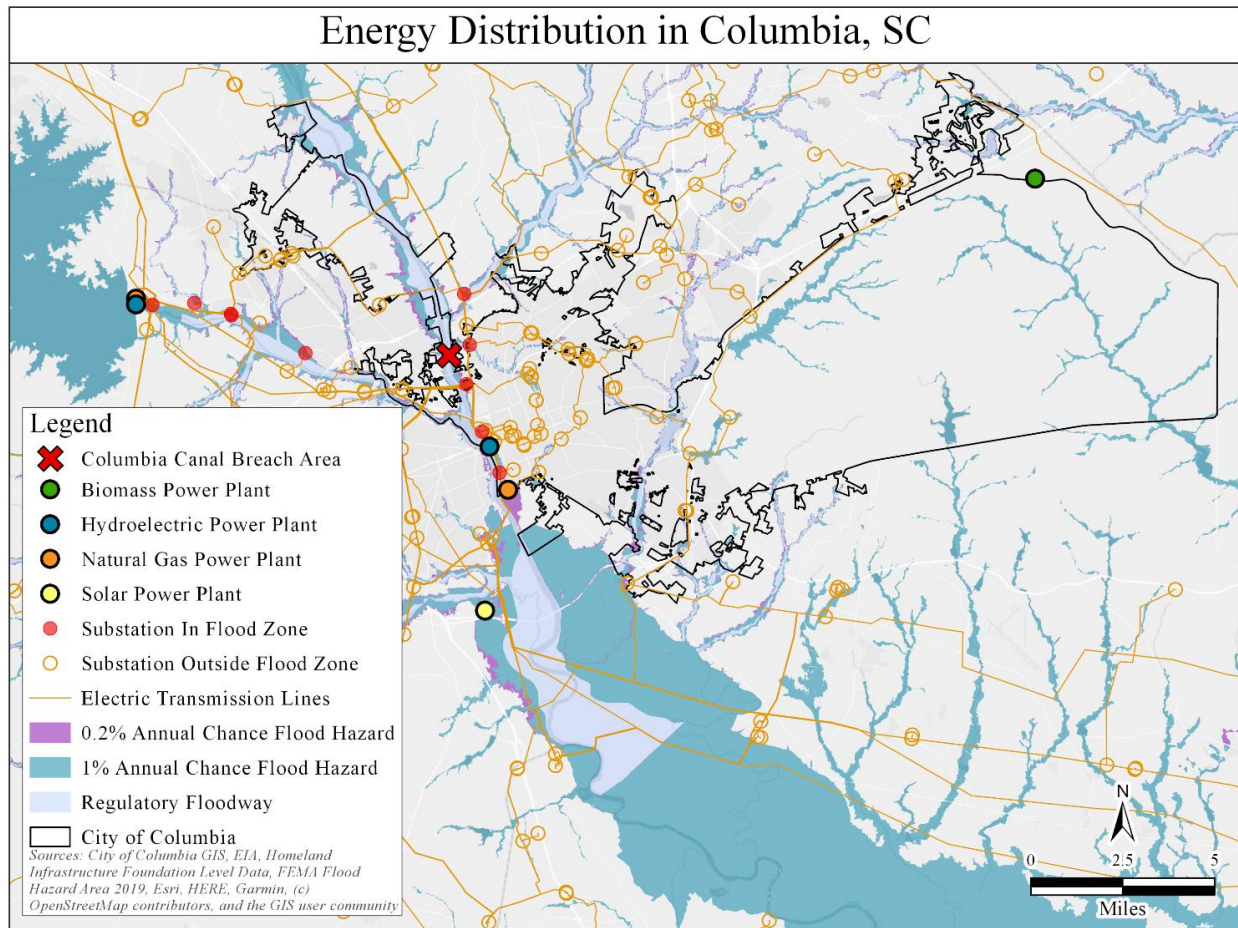 Energy Distribution in Columbia, SC
Legend
Columbia Canal Breach Area
Biomass Power Plant
Hydroelectric Power Plant
Natural Gas Power Plant
Solar Power Plant
Substation In Flood Zone
Substation Outside Flood Zone
Electric Transmission Lines
0.2% Annual Chance Flood Hazard
1% Annual Chance Flood Hazard
Regulatory Floodway
City of Columbia
Sources: City of Columbia GIS, EIA, Homeland
Infrastructure Foundation Level Data, FEMA Flood
Hazard Area 2019, Esri, HERE, Garmin, (c)
OpenStreetMap contributors, and the GIS user community
N
0 2.5 5
Miles